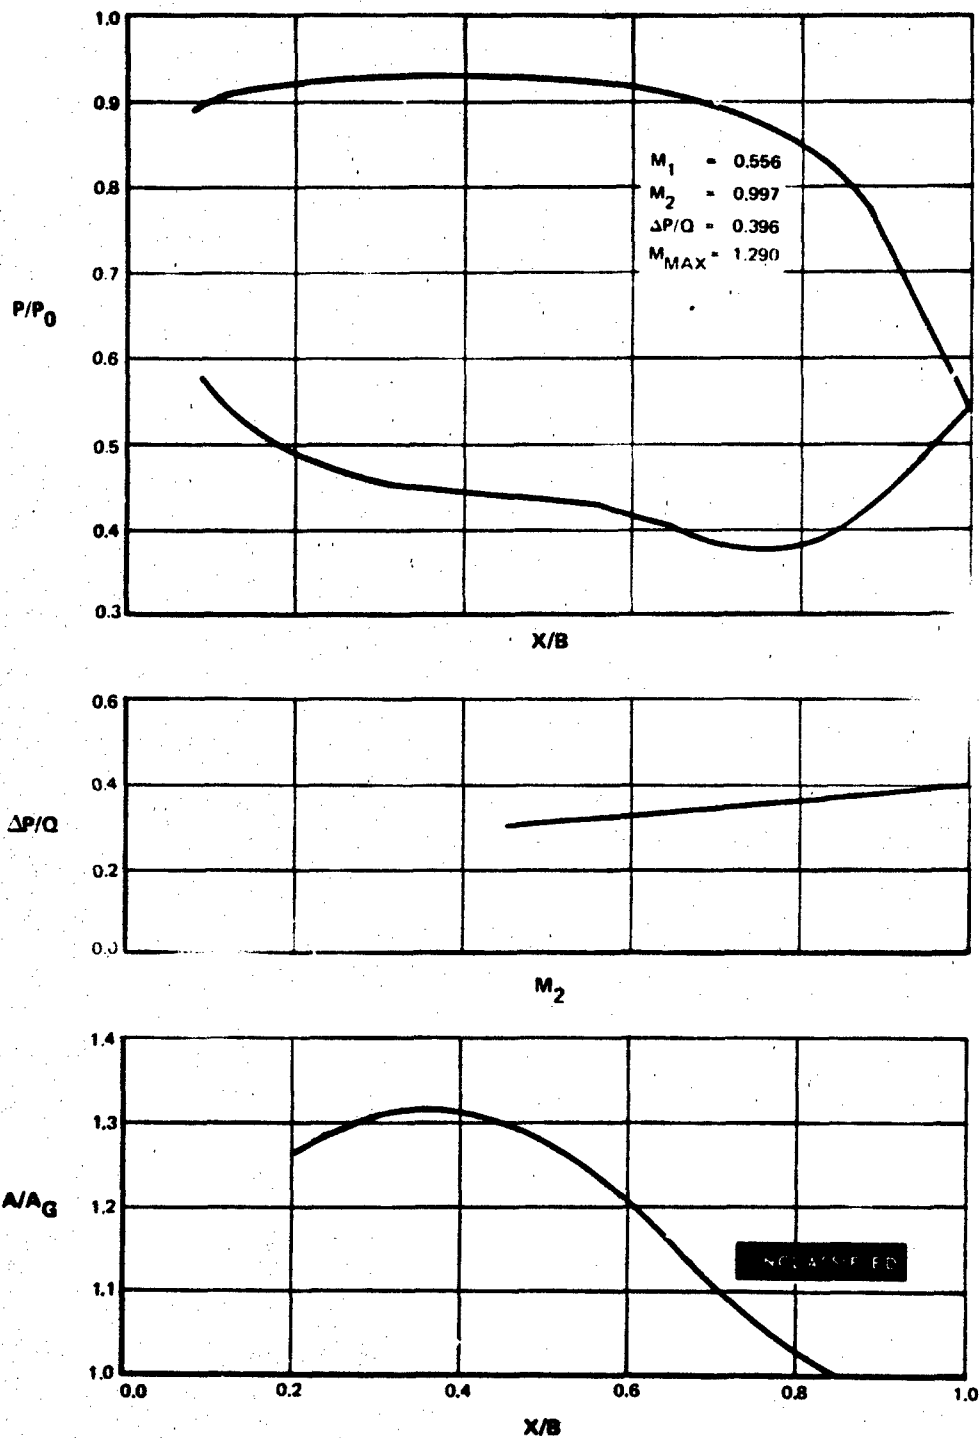 1.0
0.9
0.8
0.7
0.6
0.5
0.4
0.3
P/P0
M1 = 0.556
M2 = 0.997
ΔP/Q = 0.396
MMAX = 1.290
X/B
0.6
0.4
0.2
0.0
ΔP/Q
M2
1.4
1.3
1.2
1.1
1.0
A/AG
NCLASSIFIED
0.0 0.2 0.4 0.6 0.8 1.0
X/B